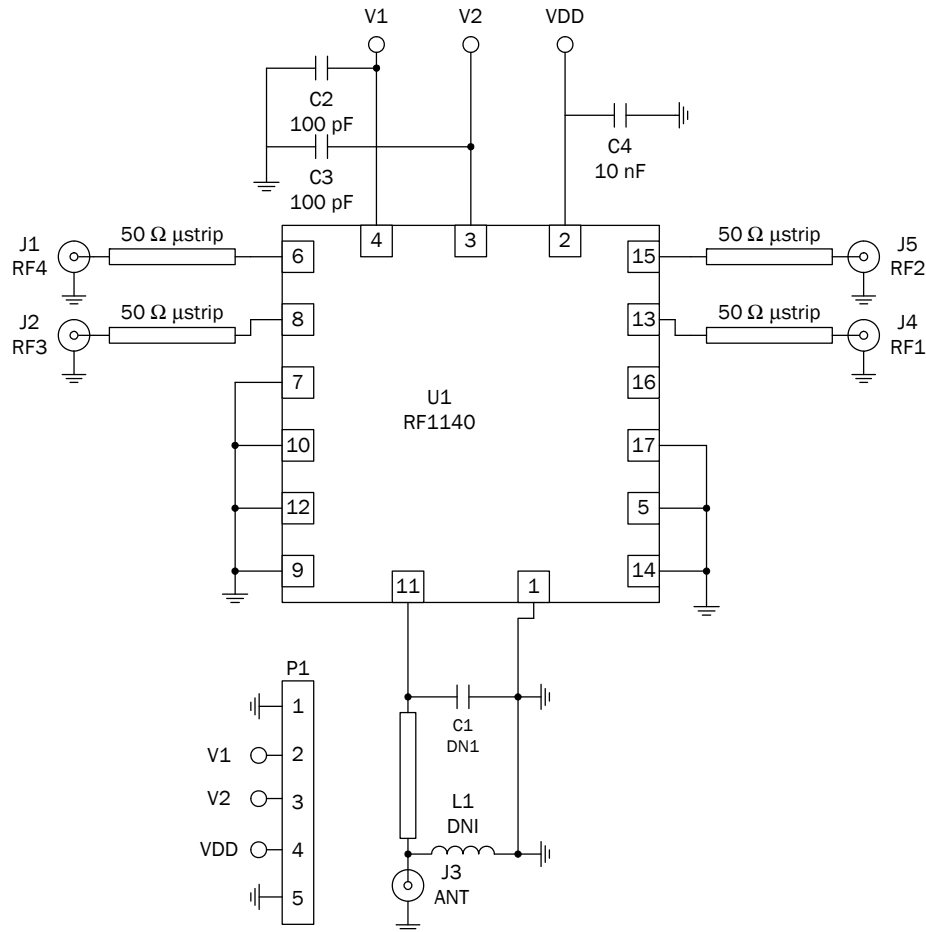 V1
V2
VDD
C2
100 pF
C3
100 pF
C4
10 nF
J1
RF4
50 Ω μstrip
6
4
3
2
15
50 Ω μstrip
J5
RF2
J2
RF3
50 Ω μstrip
8
13
50 Ω μstrip
J4
RF1
7
16
U1
RF1140
10
17
12
5
9
14
11
1
P1
1
V1
2
V2
3
VDD
4
5
C1
DN1
L1
DNI
J3
ANT